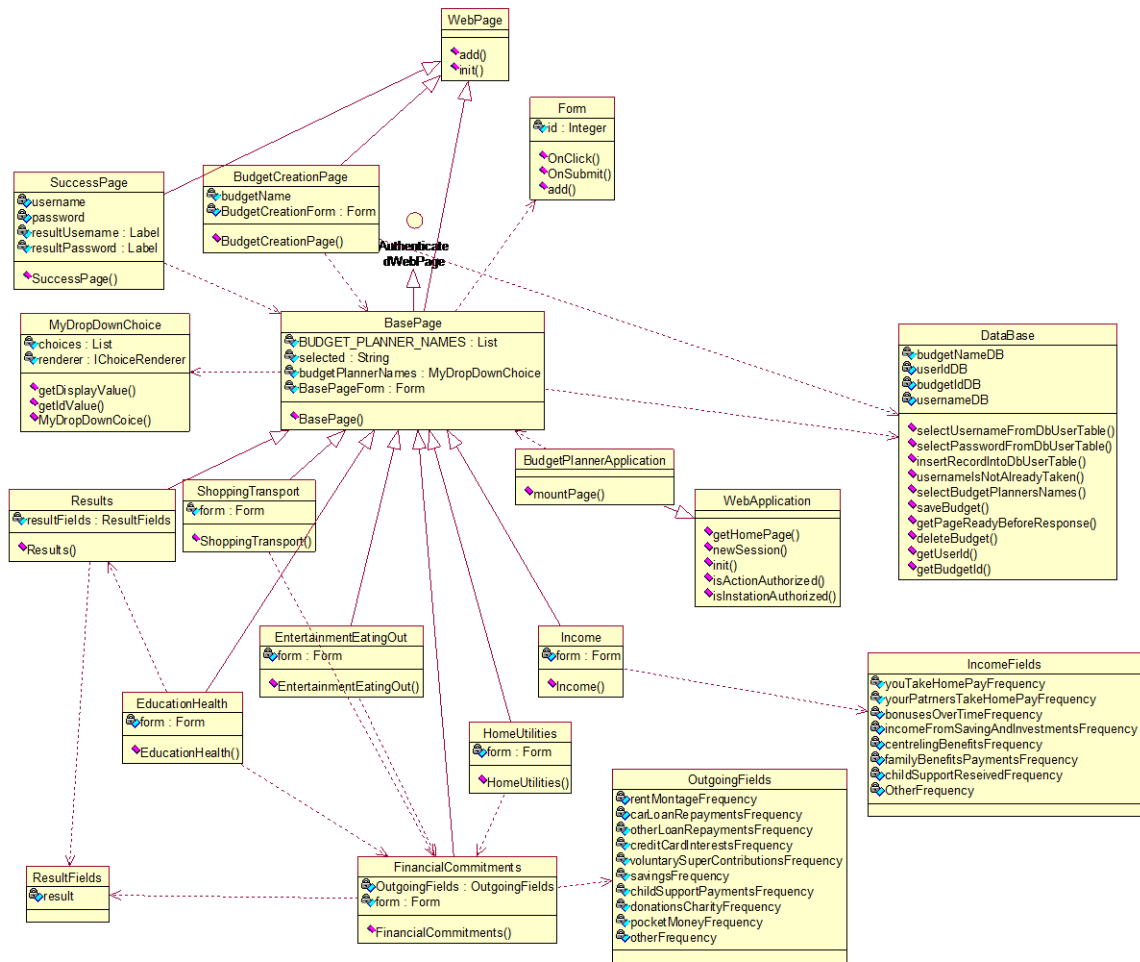 WebPage
add()
init()
Form
id : Integer
OnClick()
OnSubmit()
add()
BudgetCreationPage
budgetName
BudgetCreationForm : Form
BudgetCreationPage()
SuccessPage
username
password
resultUsername : Label
resultPassword : Label
SuccessPage()
Authenticate
dWebPage
MyDropDownChoice
choices : List
renderer : IChoiceRenderer
getDisplayValue()
getIdValue()
MyDropDownCoice()
BasePage
BUDGET_PLANNER_NAMES : List
selected : String
budgetPlannerNames : MyDropDownChoice
BasePageForm : Form
BasePage()
DataBase
budgetNameDB
userIdDB
budgetIdDB
usernameDB
selectUsernameFromDbUserTable()
selectPasswordFromDbUserTable()
insertRecordIntoDbUserTable()
usernameIsNotAlreadyTaken()
selectBudgetPlannersNames()
saveBudget()
getPageReadyBeforeResponse()
deleteBudget()
getUserId()
getBudgetId()
BudgetPlannerApplication
mountPage()
WebApplication
getHomePage()
newSession()
init()
isActionAuthorized()
isInstationAuthorized()
Results
resultFields : ResultFields
Results()
ShoppingTransport
form : Form
ShoppingTransport()
EntertainmentEatingOut
form : Form
EntertainmentEatingOut()
Income
form : Form
Income()
IncomeFields
youTakeHomePayFrequency
yourPatrnersTakeHomePayFrequency
bonusesOverTimeFrequency
incomeFromSavingAndInvestmentsFrequency
centrelingBenefitsFrequency
familyBenefitsPaymentsFrequency
childSupportReseivedFrequency
OtherFrequency
EducationHealth
form : Form
EducationHealth()
HomeUtilities
form : Form
HomeUtilities()
OutgoingFields
rentMontageFrequency
carLoanRepaymentsFrequency
otherLoanRepaymentsFrequency
creditCardInterestsFrequency
voluntarySuperContributionsFrequency
savingsFrequency
childSupportPaymentsFrequency
donationsCharityFrequency
pocketMoneyFrequency
otherFrequency
ResultFields
result
FinancialCommitments
OutgoingFields : OutgoingFields
form : Form
FinancialCommitments()